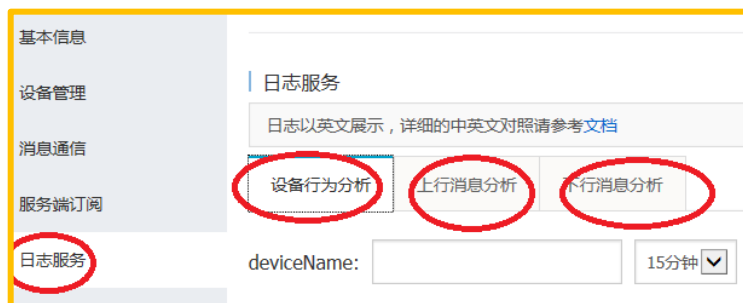 基本信息
设备管理
消息通信
服务端订阅
日志服务
日志服务
日志以英文展示，详细的中英文对照请参考文档
设备行为分析 上行消息分析 下行消息分析
deviceName: 15分钟